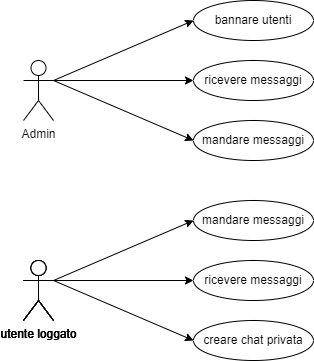 bannare utenti
ricevere messaggi
Admin
mandare messaggi
mandare messaggi
ricevere messaggi
utente loggato
creare chat privata